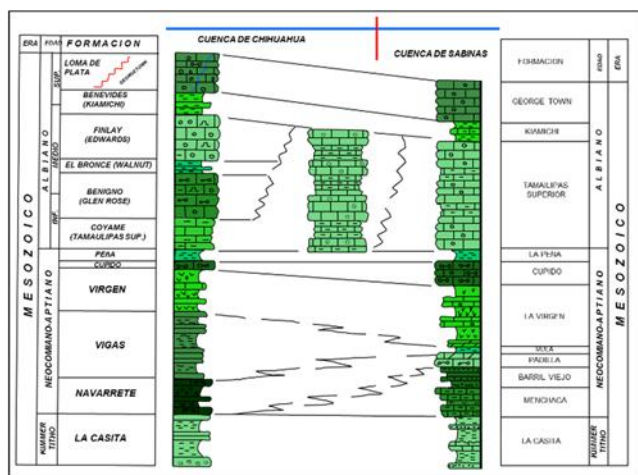 CUENCA DE CHIHUAHUA
CUENCA DE SABINAS
ERA
EDAD
FORMACION
LOMA DE
PLATA
GEORGETOWN
BENEVIDES
(KIAMICHI)
FINLAY
(EDWARDS)
EL BRONCE (WALNUT)
BENIGNO
(GLEN ROSE)
COYAME
(TAMAULIPAS SUP.)
PEÑA
CUPIDO
VIRGEN
VIGAS
NAVARRETE
LA CASITA
MESOZOICO
ALBIANO
SUP.
MEDIO
INF.
NEOCOMIANO-APTIANO
KIMMER
TITHO
FORMACION
EDAD
ERA
GEORGE TOWN
KIAMICHI
TAMAULIPAS
SUPERIOR
LA PEÑA
CUPIDO
LA VIRGEN
PADILLA
BARRIL VIEJO
MENCHACA
LA CASITA
ALBIANO
NEOCOMIANO-APTIANO
KIMMER
TITHO
MESOZOICO